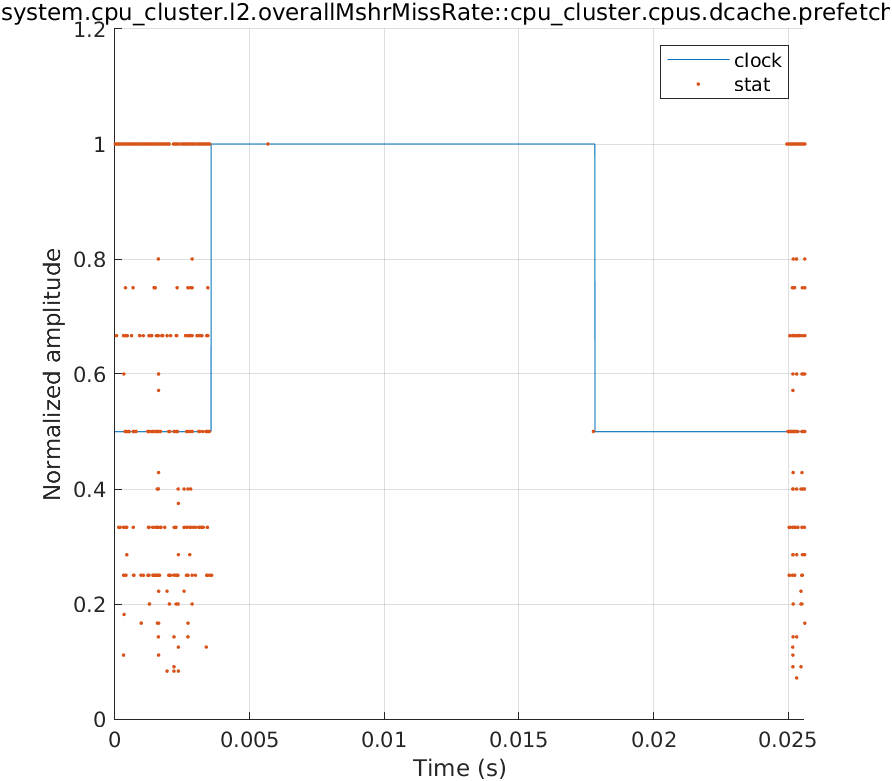 system.cpu_cluster.l2.overallMshrMissRate::cpu_cluster.cpus.dcache.prefetch
1.2
clock
stat
1
0.8
0.6
0.4
0.2
0
Normalized amplitude
0
0.005
0.01
0.015
0.02
0.025
Time (s)